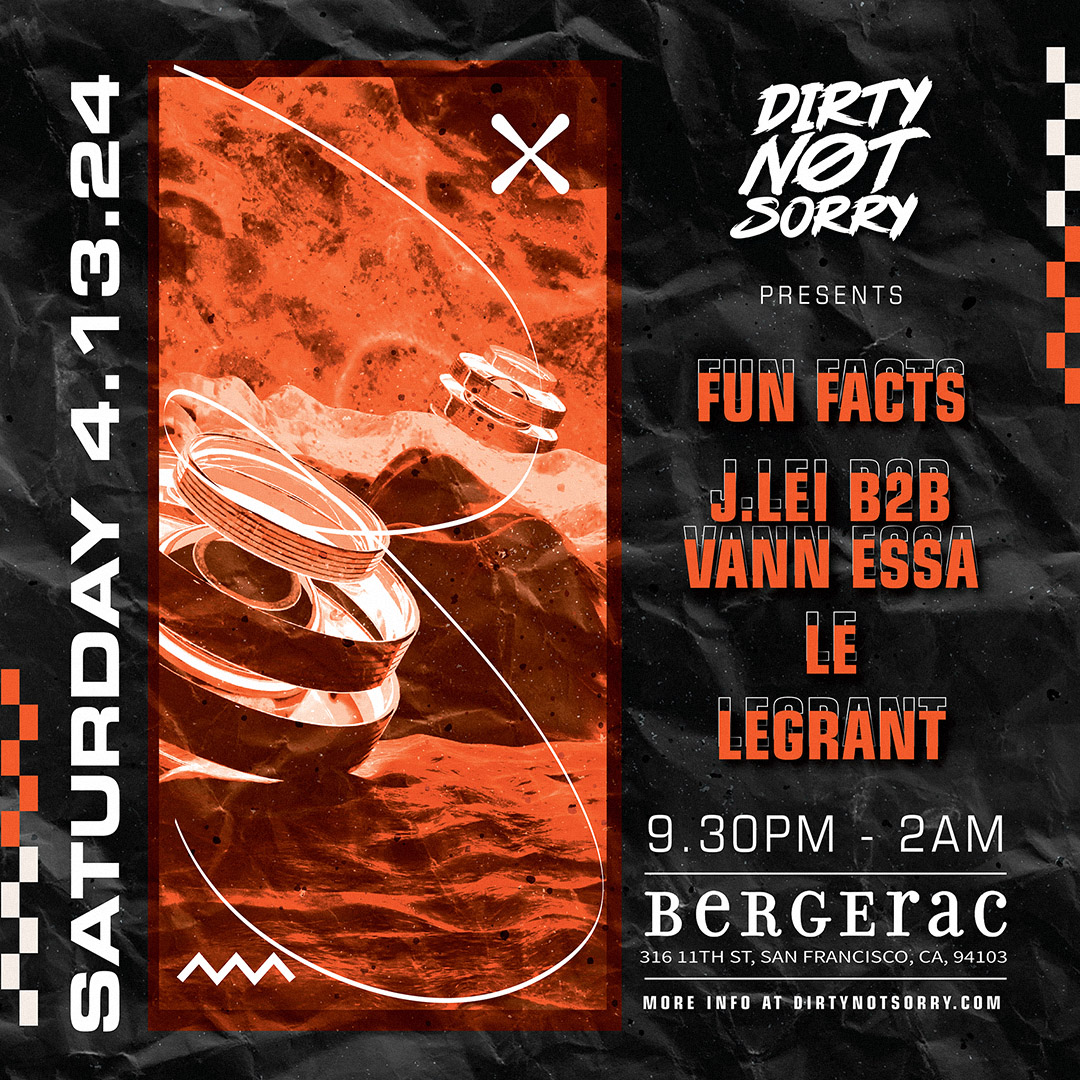 SATURDAY 4.13.24
DIRTY
NØT
SORRY
PRESENTS
FUN FACTS
J.LEI B2B
VANN ESSA
LE
LEGRANT
9.30PM - 2AM
BeRGErac
316 11TH ST, SAN FRANCISCO, CA, 94103
MORE INFO AT DIRTYNOTSORRY.COM